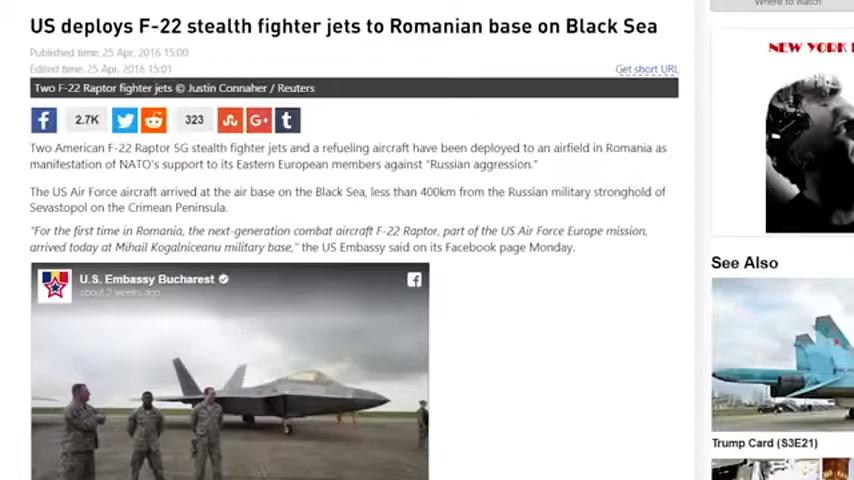 Where to watch
US deploys F-22 stealth fighter jets to Romanian base on Black Sea
Published time: 25 Apr, 2016 15:00
Edited time: 25 Apr, 2016 15:01
Get short URL
Two F-22 Raptor fighter jets © Justin Connaher / Reuters
2.7K
323
Two American F-22 Raptor 5G stealth fighter jets and a refueling aircraft have been deployed to an airfield in Romania as
manifestation of NATO's support to its Eastern European members against "Russian aggression."
The US Air Force aircraft arrived at the air base on the Black Sea, less than 400km from the Russian military stronghold of
Sevastopol on the Crimean Peninsula.
"For the first time in Romania, the next-generation combat aircraft F-22 Raptor, part of the US Air Force Europe mission,
arrived today at Mihail Kogalniceanu military base," the US Embassy said on its Facebook page Monday.
U.S. Embassy Bucharest
about 2 weeks ago
NEW YORK
See Also
Trump Card (S3E21)